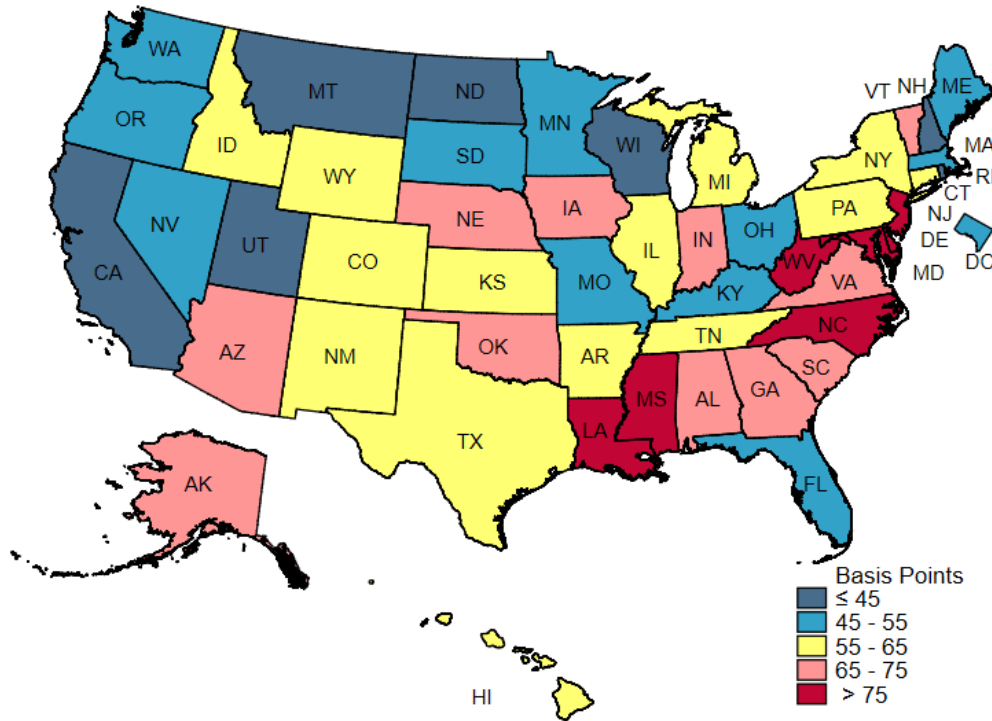 WA
MT
ND
MN
VT
NH
ME
OR
ID
SD
WI
MA
WY
MI
NY
RI
CT
NE
IA
PA
NJ
NV
UT
CO
IL
IN
OH
DE
DC
CA
KS
MO
WV
MD
KY
VA
AZ
NM
OK
AR
TN
NC
SC
TX
LA
MS
AL
GA
AK
FL
Basis Points
≤ 45
45 - 55
55 - 65
65 - 75
> 75
HI